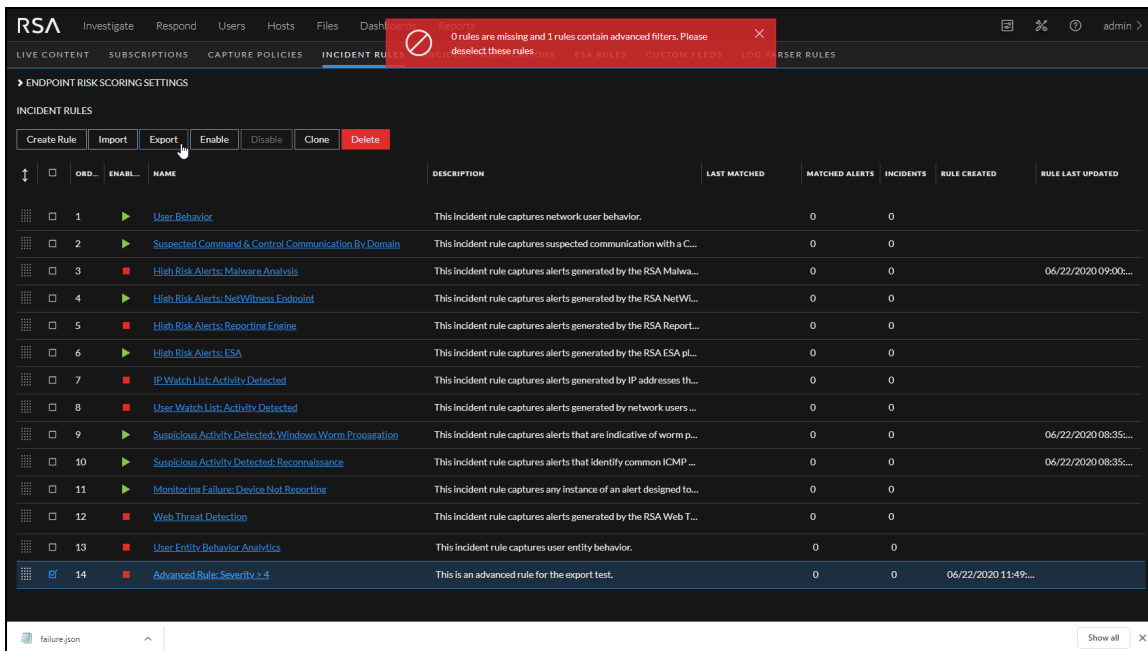 RSA Investigate Respond Users Hosts Files Dashboards Reports admin >
0 rules are missing and 1 rules contain advanced filters. Please
deselect these rules
LIVE CONTENT SUBSCRIPTIONS CAPTURE POLICIES INCIDENT RULES INCIDENT NOTIFICATIONS ESA RULES CUSTOM FEEDS LOG PARSER RULES
ENDPOINT RISK SCORING SETTINGS
INCIDENT RULES
Create Rule Import Export Enable Disable Clone Delete
ORD... ENABL... NAME DESCRIPTION LAST MATCHED MATCHED ALERTS INCIDENTS RULE CREATED RULE LAST UPDATED
1 User Behavior This incident rule captures network user behavior. 0 0
2 Suspected Command & Control Communication By Domain This incident rule captures suspected communication with a C... 0 0
3 High Risk Alerts: Malware Analysis This incident rule captures alerts generated by the RSA Malwa... 0 0 06/22/2020 09:00:...
4 High Risk Alerts: NetWitness Endpoint This incident rule captures alerts generated by the RSA NetWi... 0 0
5 High Risk Alerts: Reporting Engine This incident rule captures alerts generated by the RSA Report... 0 0
6 High Risk Alerts: ESA This incident rule captures alerts generated by the RSA ESA pl... 0 0
7 IP Watch List: Activity Detected This incident rule captures alerts generated by IP addresses th... 0 0
8 User Watch List: Activity Detected This incident rule captures alerts generated by network users ... 0 0
9 Suspicious Activity Detected: Windows Worm Propagation This incident rule captures alerts that are indicative of worm p... 0 0 06/22/2020 08:35:...
10 Suspicious Activity Detected: Reconnaissance This incident rule captures alerts that identify common ICMP ... 0 0 06/22/2020 08:35:...
11 Monitoring Failure: Device Not Reporting This incident rule captures any instance of an alert designed to... 0 0
12 Web Threat Detection This incident rule captures alerts generated by the RSA Web T... 0 0
13 User Entity Behavior Analytics This incident rule captures user entity behavior. 0 0
14 Advanced Rule: Severity > 4 This is an advanced rule for the export test. 0 0 06/22/2020 11:49:...
failure.json Show all